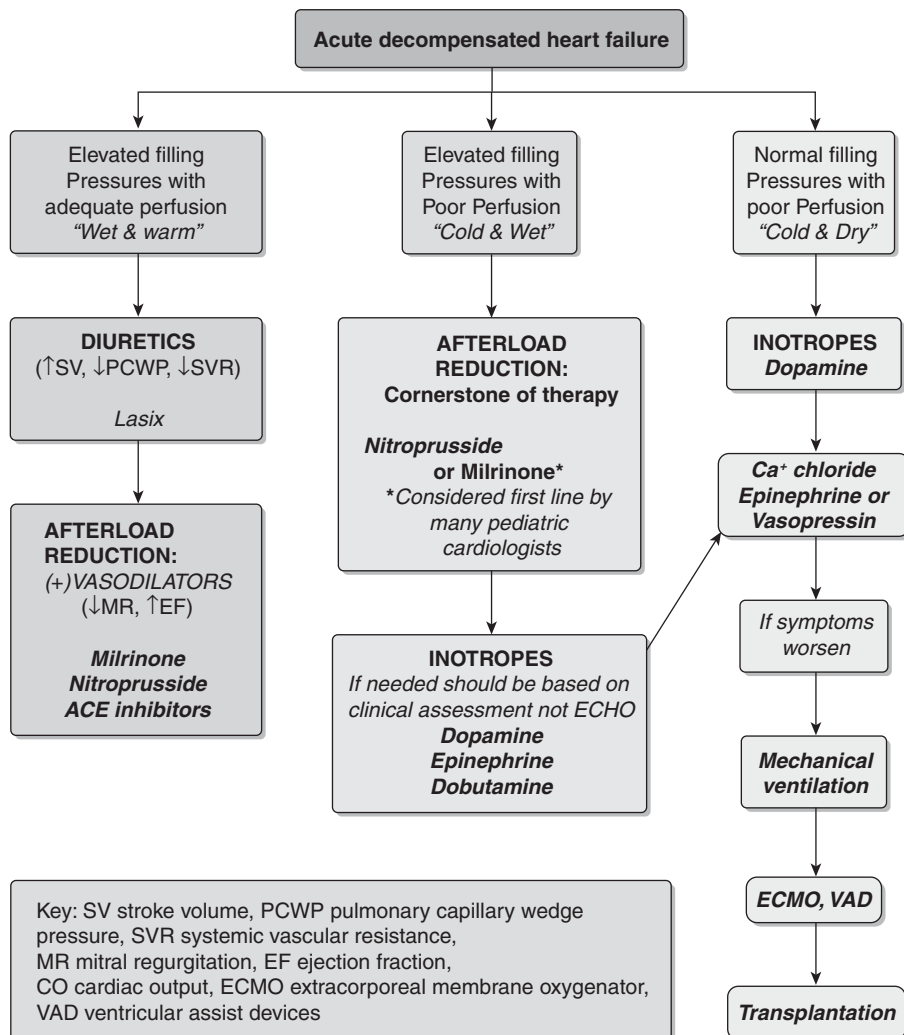 Acute decompensated heart failure
Elevated filling
Pressures with
adequate perfusion
"Wet & warm"
DIURETICS
(↑SV, ↓PCWP, ↓SVR)
Lasix
AFTERLOAD
REDUCTION:
(+)VASODILATORS
(↓MR, ↑EF)
Milrinone
Nitroprusside
ACE inhibitors
Elevated filling
Pressures with
Poor Perfusion
"Cold & Wet"
AFTERLOAD
REDUCTION:
Cornerstone of therapy
Nitroprusside
or Milrinone*
*Considered first line by
many pediatric
cardiologists
INOTROPES
If needed should be based on
clinical assessment not ECHO
Dopamine
Epinephrine
Dobutamine
Normal filling
Pressures with
poor Perfusion
"Cold & Dry"
INOTROPES
Dopamine
Ca⁺ chloride
Epinephrine or
Vasopressin
If symptoms
worsen
Mechanical
ventilation
ECMO, VAD
Transplantation
Key: SV stroke volume, PCWP pulmonary capillary wedge
pressure, SVR systemic vascular resistance,
MR mitral regurgitation, EF ejection fraction,
CO cardiac output, ECMO extracorporeal membrane oxygenator,
VAD ventricular assist devices